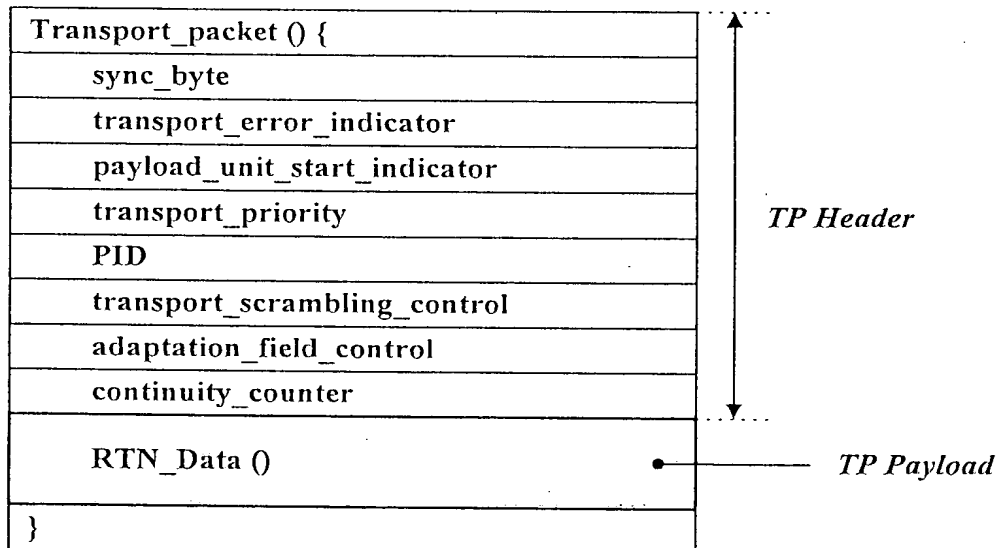 Transport_packet () {
sync_byte
transport_error_indicator
payload_unit_start_indicator
transport_priority
PID
transport_scrambling_control
adaptation_field_control
continuity_counter
TP Header
RTN_Data ()
TP Payload
}